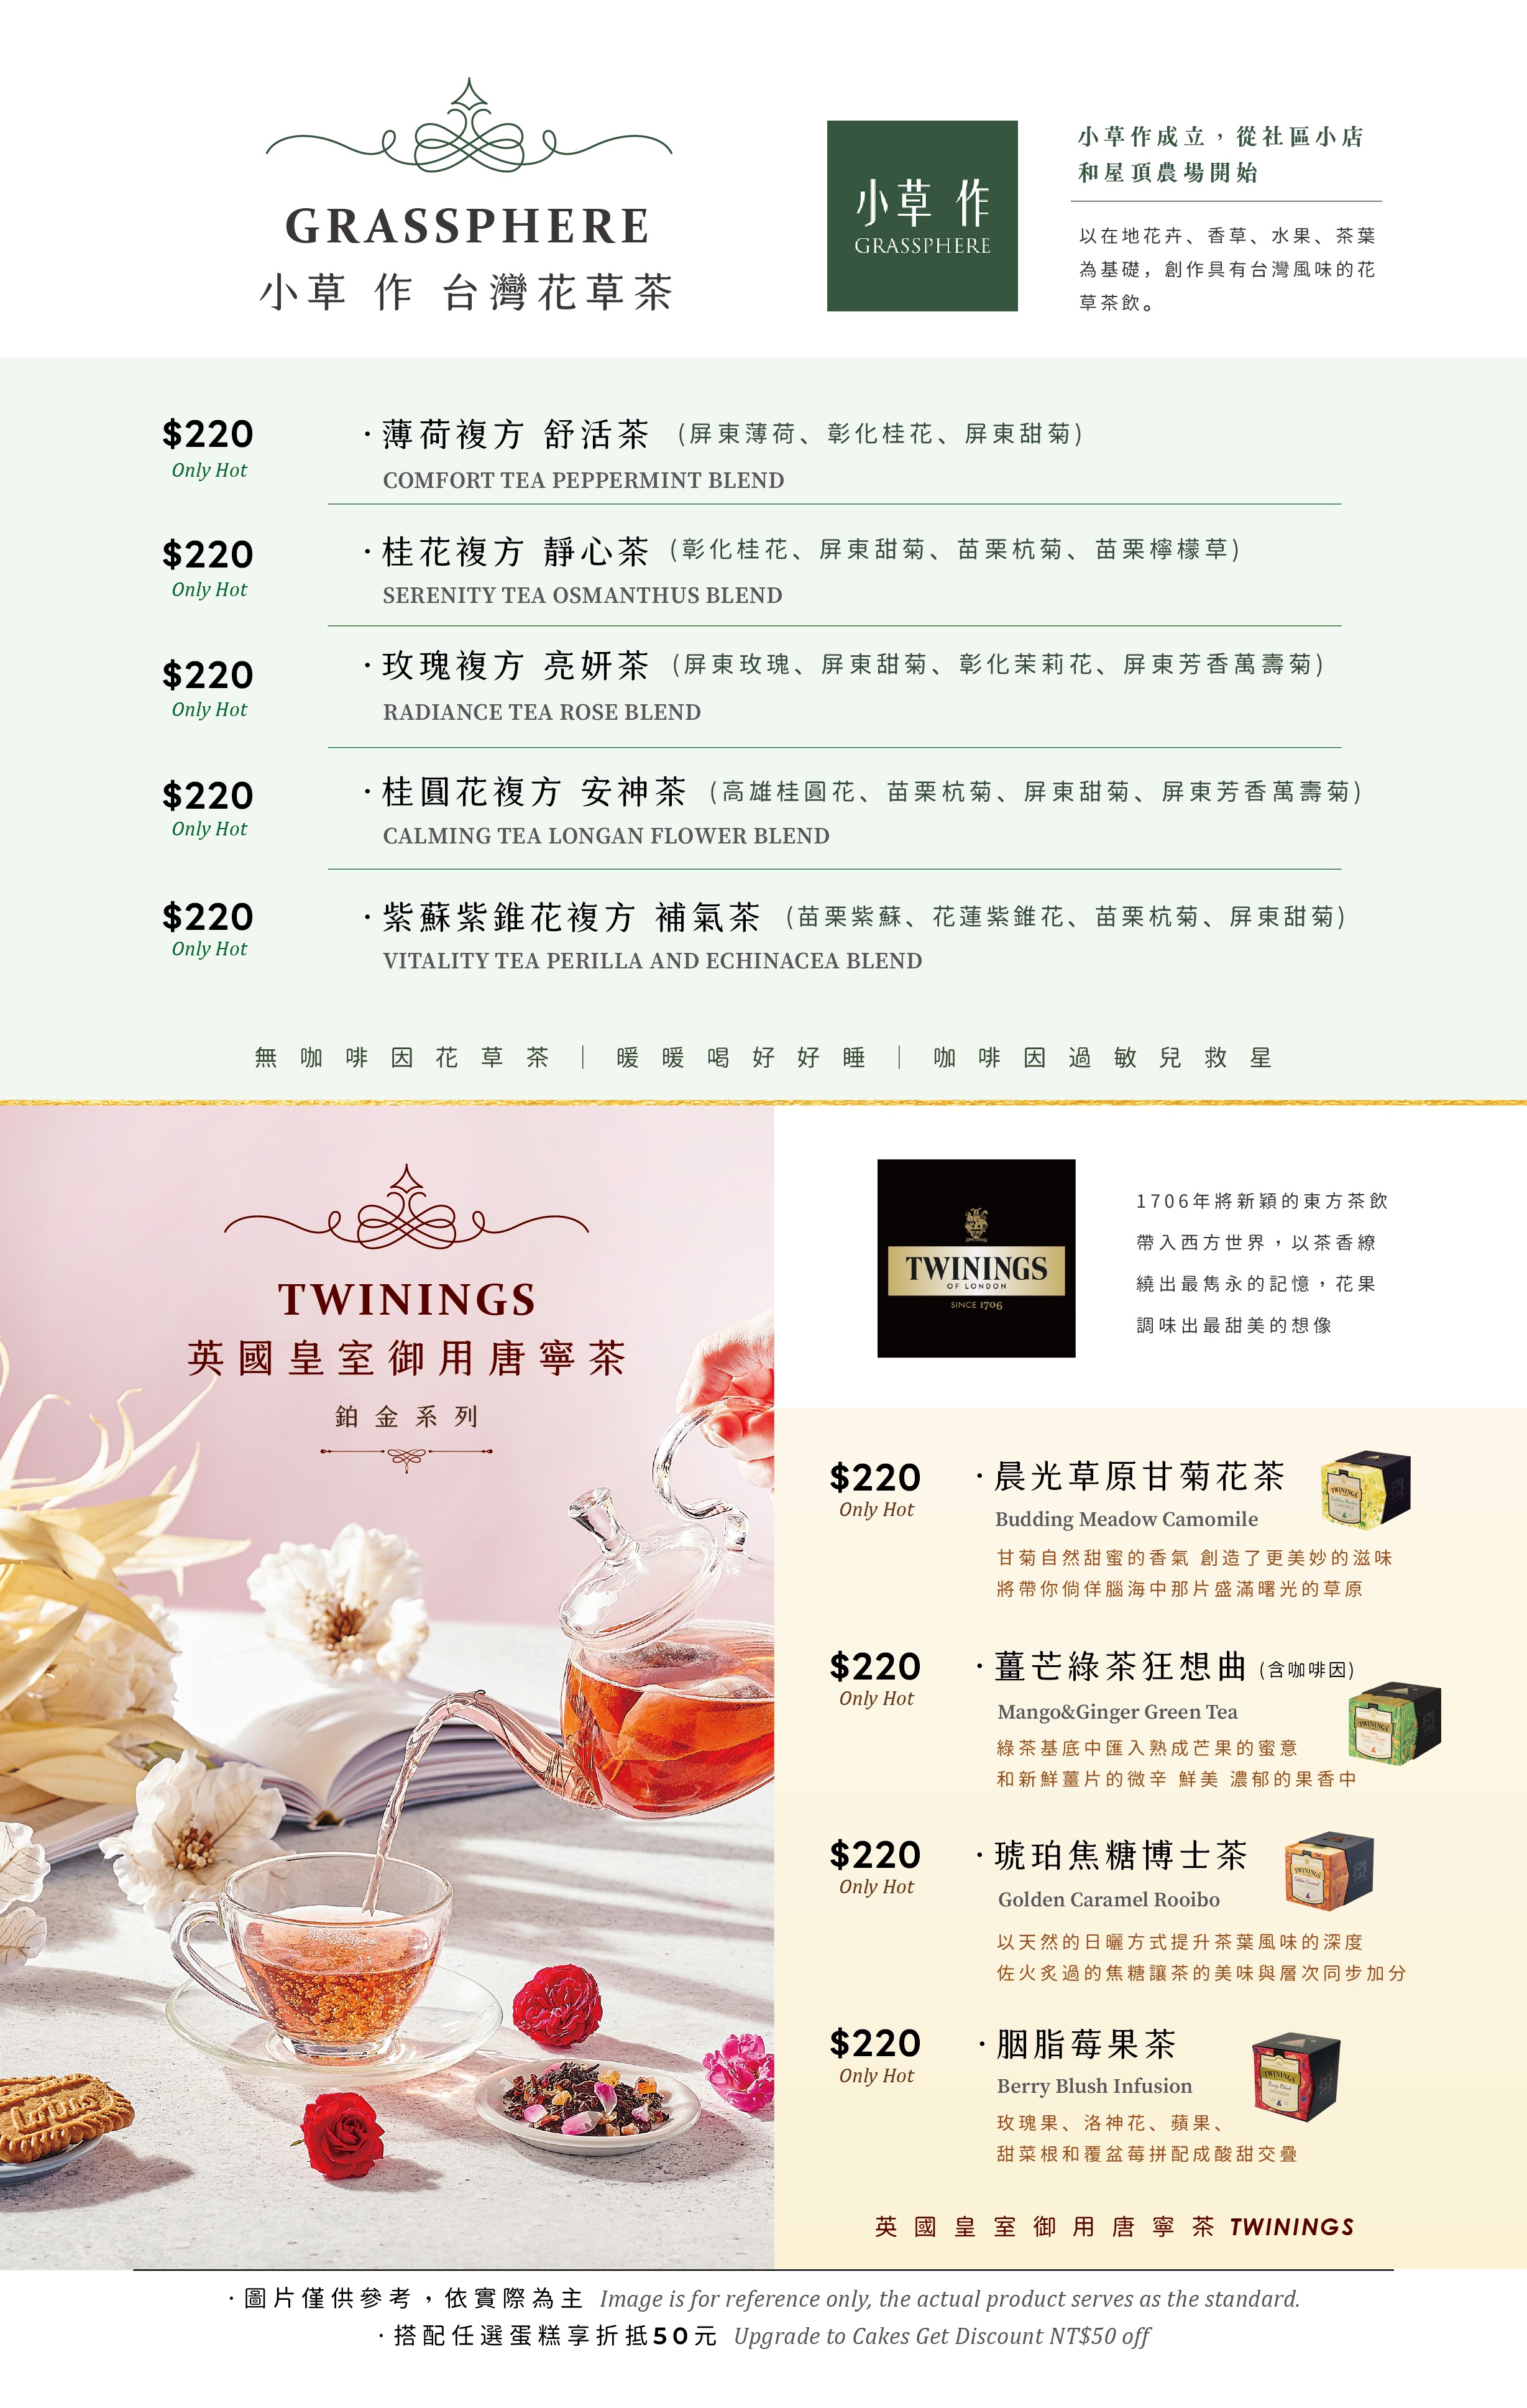 GRASSPHERE
小草 作 台灣花草茶
小草 作
GRASSPHERE
小草作成立，從社區小店
和屋頂農場開始
以在地花卉、香草、水果、茶葉
為基礎，創作具有台灣風味的花
草茶飲。
$220
Only Hot
·薄荷複方 舒活茶 (屏東薄荷、彰化桂花、屏東甜菊)
COMFORT TEA PEPPERMINT BLEND
$220
Only Hot
·桂花複方 靜心茶 (彰化桂花、屏東甜菊、苗栗杭菊、苗栗檸檬草)
SERENITY TEA OSMANTHUS BLEND
$220
Only Hot
·玫瑰複方 亮妍茶 (屏東玫瑰、屏東甜菊、彰化茉莉花、屏東芳香萬壽菊)
RADIANCE TEA ROSE BLEND
$220
Only Hot
·桂圓花複方 安神茶 (高雄桂圓花、苗栗杭菊、屏東甜菊、屏東芳香萬壽菊)
CALMING TEA LONGAN FLOWER BLEND
$220
Only Hot
·紫蘇紫錐花複方 補氣茶 (苗栗紫蘇、花蓮紫錐花、苗栗杭菊、屏東甜菊)
VITALITY TEA PERILLA AND ECHINACEA BLEND
無咖啡因花草茶｜暖暖喝好好睡｜咖啡因過敏兒救星
TWININGS
英國皇室御用唐寧茶
鉑金系列
TWININGS
OF LONDON
SINCE 1706
1706年將新穎的東方茶飲
帶入西方世界，以茶香繚
繞出最雋永的記憶，花果
調味出最甜美的想像
$220
Only Hot
·晨光草原甘菊花茶
Budding Meadow Camomile
甘菊自然甜蜜的香氣 創造了更美妙的滋味
將帶你倘佯腦海中那片盛滿曙光的草原
TWININGS
$220
Only Hot
·薑芒綠茶狂想曲 (含咖啡因)
Mango&Ginger Green Tea
綠茶基底中匯入熟成芒果的蜜意
和新鮮薑片的微辛 鮮美 濃郁的果香中
TWININGS
$220
Only Hot
·琥珀焦糖博士茶
Golden Caramel Rooibo
以天然的日曬方式提升茶葉風味的深度
佐火炙過的焦糖讓茶的美味與層次同步加分
TWININGS
$220
Only Hot
·胭脂莓果茶
Berry Blush Infusion
玫瑰果、洛神花、蘋果、
甜菜根和覆盆莓拼配成酸甜交疊
TWININGS
英國皇室御用唐寧茶 TWININGS
·圖片僅供參考，依實際為主 Image is for reference only, the actual product serves as the standard.
·搭配任選蛋糕享折抵50元 Upgrade to Cakes Get Discount NT$50 off